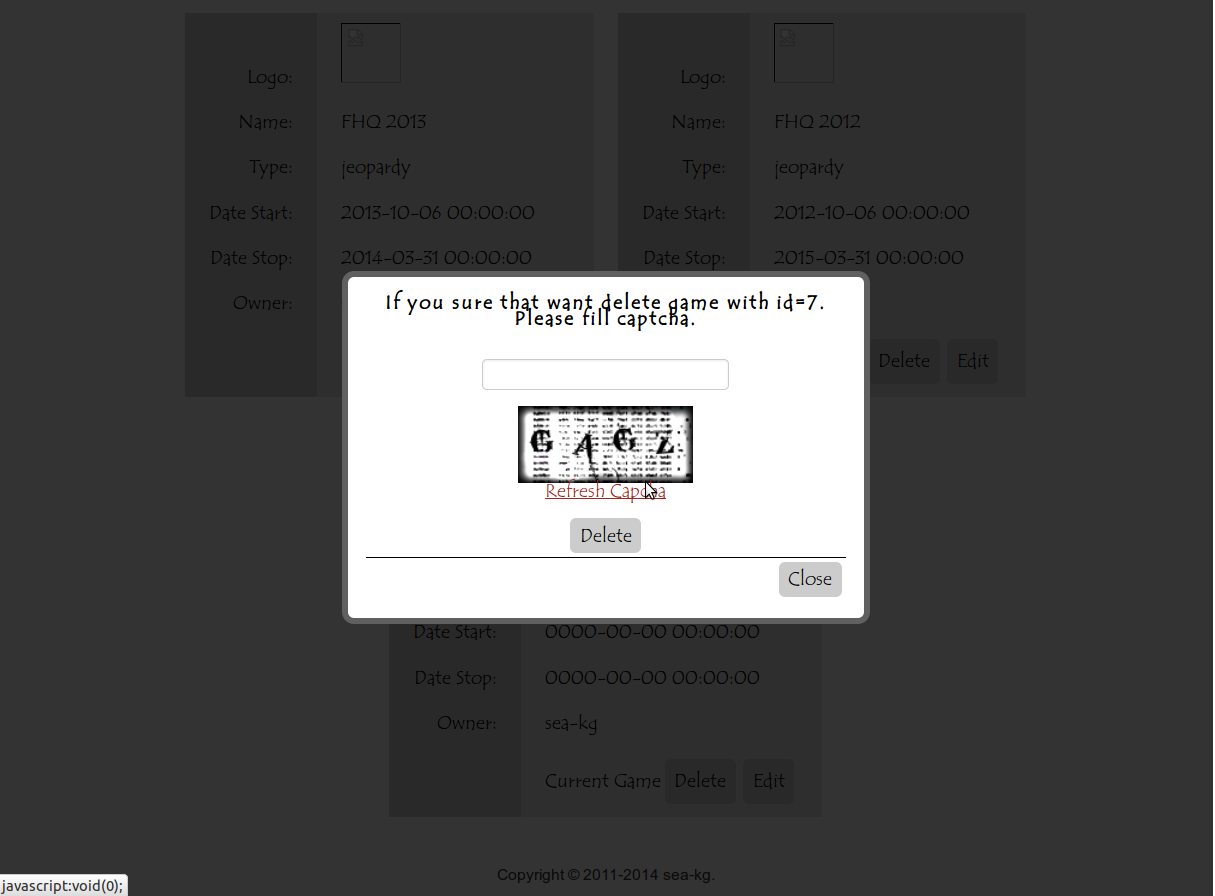 Logo:
Name: FHQ 2013
Type: jeopardy
Date Start: 2013-10-06 00:00:00
Date Stop: 2014-03-31 00:00:00
Owner:
Logo:
Name: FHQ 2012
Type: jeopardy
Date Start: 2012-10-06 00:00:00
Date Stop: 2015-03-31 00:00:00
Delete Edit
If you sure that want delete game with id=7.
Please fill captcha.
G A G Z
Refresh Capcha
Delete
Close
Date Start: 0000-00-00 00:00:00
Date Stop: 0000-00-00 00:00:00
Owner: sea-kg
Current Game Delete Edit
Copyright © 2011-2014 sea-kg.
javascript:void(0);